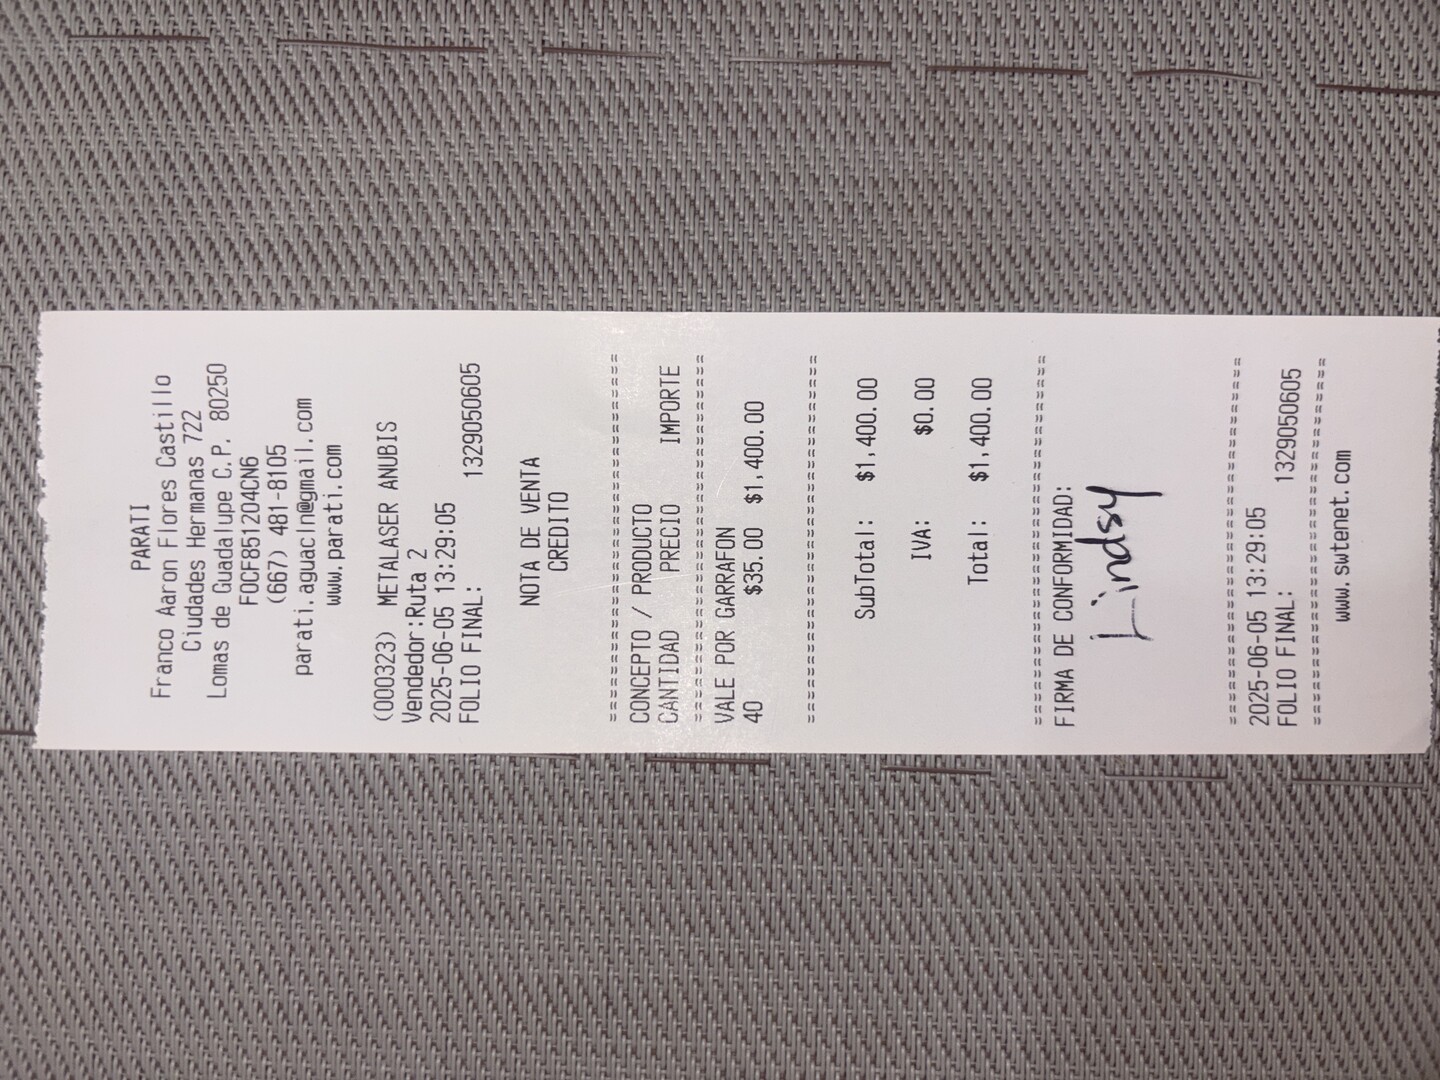 PARATI
Franco Aaron Flores Castillo
Ciudades Hermanas 722
Lomas de Guadalupe C.P. 80250
FOCF851204CN6
(667) 481-8105
parati.aguacln@gmail.com
www.parati.com
(000323) METALASER ANUBIS
Vendedor:Ruta 2
2025-06-05 13:29:05
FOLIO FINAL: 1329050605
NOTA DE VENTA
CREDITO
CONCEPTO / PRODUCTO
CANTIDAD PRECIO IMPORTE
VALE POR GARRAFON
40 $35.00 $1,400.00
SubTotal: $1,400.00
IVA: $0.00
Total: $1,400.00
FIRMA DE CONFORMIDAD:
Lindsy
2025-06-05 13:29:05
FOLIO FINAL: 1329050605
www.swtenet.com